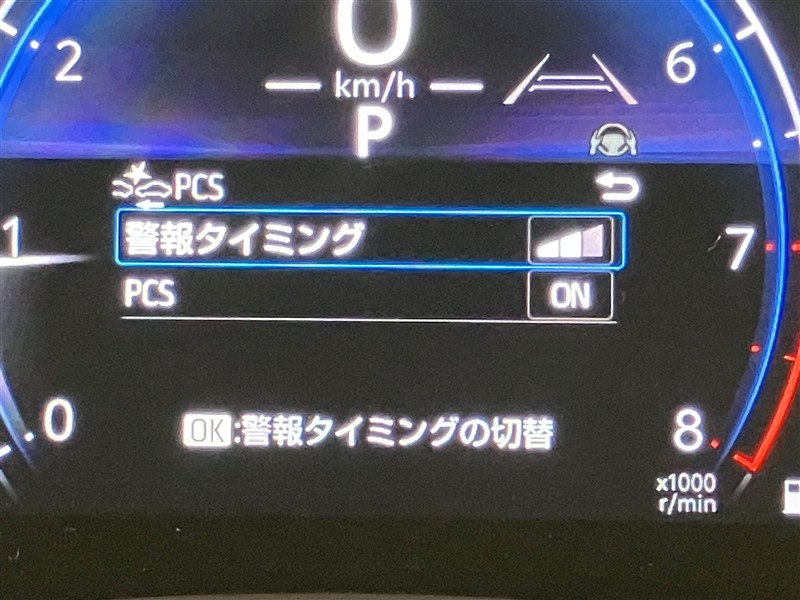 0
2
6
km/h
P
PCS
1
警報タイミング
7
PCS ON
0
OK:警報タイミングの切替
8
x1000
r/min